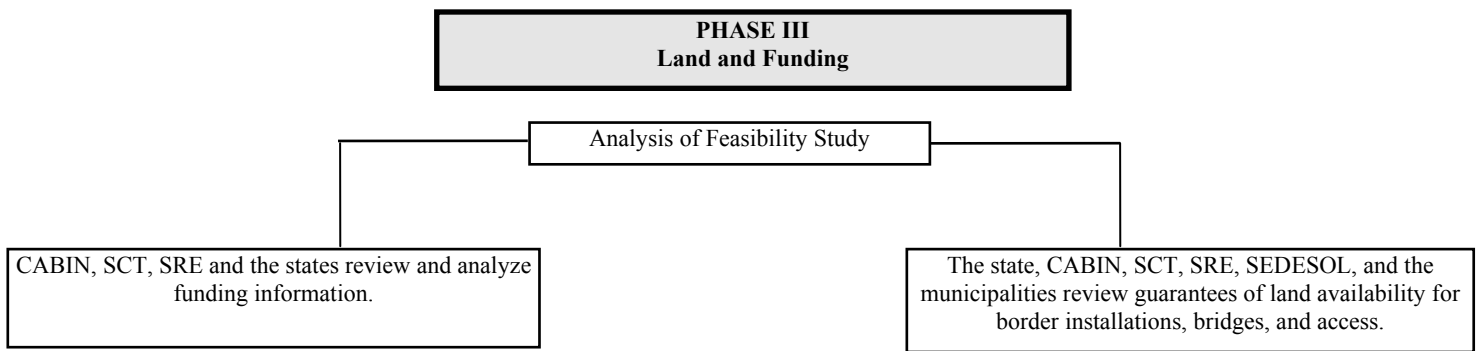 PHASE III
Land and Funding
Analysis of Feasibility Study
CABIN, SCT, SRE and the states review and analyze
funding information.
The state, CABIN, SCT, SRE, SEDESOL, and the
municipalities review guarantees of land availability for
border installations, bridges, and access.